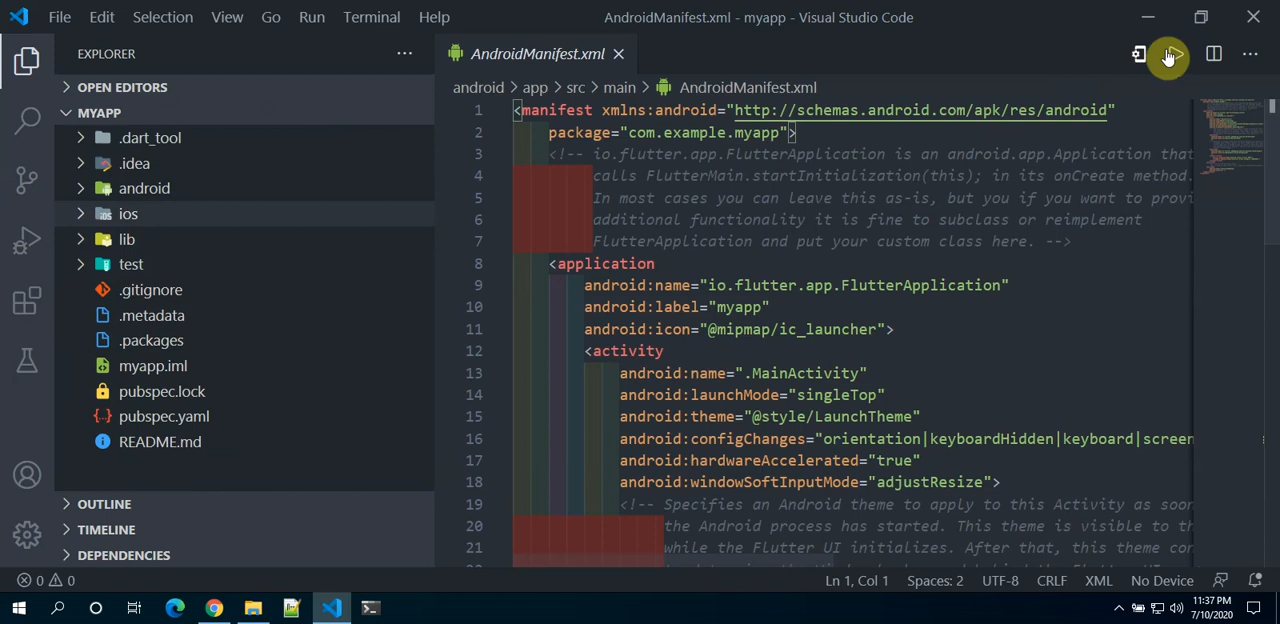 File Edit Selection View Go Run Terminal Help AndroidManifest.xml - myapp - Visual Studio Code
EXPLORER
OPEN EDITORS
MYAPP
.dart_tool
.idea
android
ios
lib
test
.gitignore
.metadata
.packages
myapp.iml
pubspec.lock
pubspec.yaml
README.md
OUTLINE
TIMELINE
DEPENDENCIES
AndroidManifest.xml
android > app > src > main > AndroidManifest.xml
1 <manifest xmlns:android="http://schemas.android.com/apk/res/android"
2 package="com.example.myapp">
3 <!-- io.flutter.app.FlutterApplication is an android.app.Application that
4 calls FlutterMain.startInitialization(this); in its onCreate method.
5 In most cases you can leave this as-is, but you if you want to provi
6 additional functionality it is fine to subclass or reimplement
7 FlutterApplication and put your custom class here. -->
8 <application
9 android:name="io.flutter.app.FlutterApplication"
10 android:label="myapp"
11 android:icon="@mipmap/ic_launcher">
12 <activity
13 android:name=".MainActivity"
14 android:launchMode="singleTop"
15 android:theme="@style/LaunchTheme"
16 android:configChanges="orientation|keyboardHidden|keyboard|screen
17 android:hardwareAccelerated="true"
18 android:windowSoftInputMode="adjustResize">
19 <!-- Specifies an Android theme to apply to this Activity as soon
20 the Android process has started. This theme is visible to th
21 while the Flutter UI initializes. After that, this theme con
0 0 Ln 1, Col 1 Spaces: 2 UTF-8 CRLF XML No Device
11:37 PM
7/10/2020